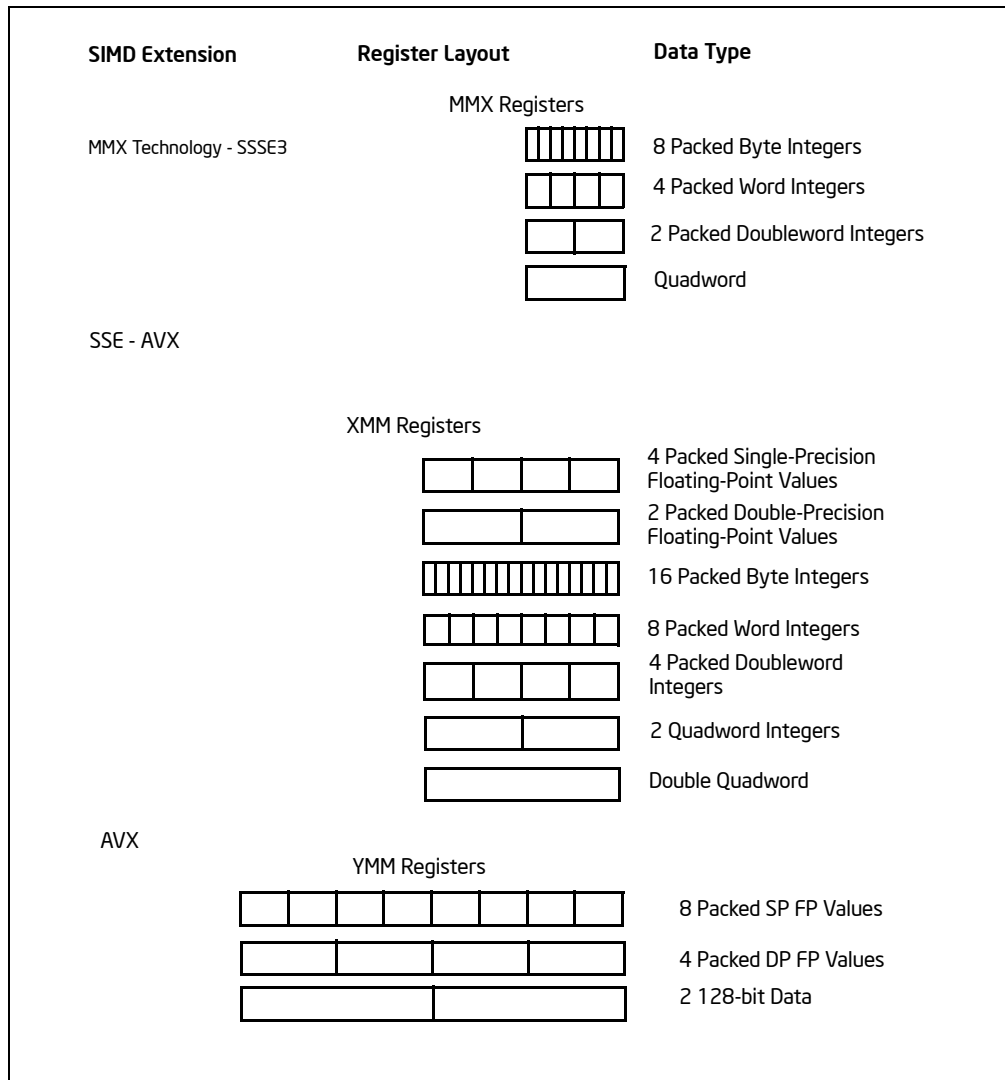 SIMD Extension Register Layout Data Type
MMX Registers
MMX Technology - SSSE3 8 Packed Byte Integers
4 Packed Word Integers
2 Packed Doubleword Integers
Quadword
SSE - AVX
XMM Registers
4 Packed Single-Precision
Floating-Point Values
2 Packed Double-Precision
Floating-Point Values
16 Packed Byte Integers
8 Packed Word Integers
4 Packed Doubleword
Integers
2 Quadword Integers
Double Quadword
AVX
YMM Registers
8 Packed SP FP Values
4 Packed DP FP Values
2 128-bit Data